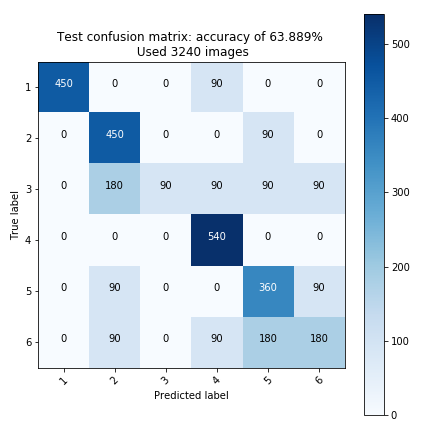 Test confusion matrix: accuracy of 63.889%
Used 3240 images
1 450 0 0 90 0 0
2 0 450 0 0 90 0
3 0 180 90 90 90 90
4 0 0 0 540 0 0
5 0 90 0 0 360 90
6 0 90 0 90 180 180
1 2 3 4 5 6
True label
Predicted label
500
400
300
200
100
0